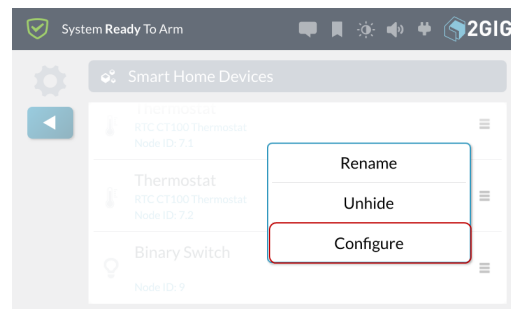 System Ready To Arm
2GIG
Smart Home Devices
Thermostat
RTC CT100 Thermostat
Node ID: 7.1
Thermostat
RTC CT100 Thermostat
Node ID: 7.2
Binary Switch
Node ID: 9
Rename
Unhide
Configure